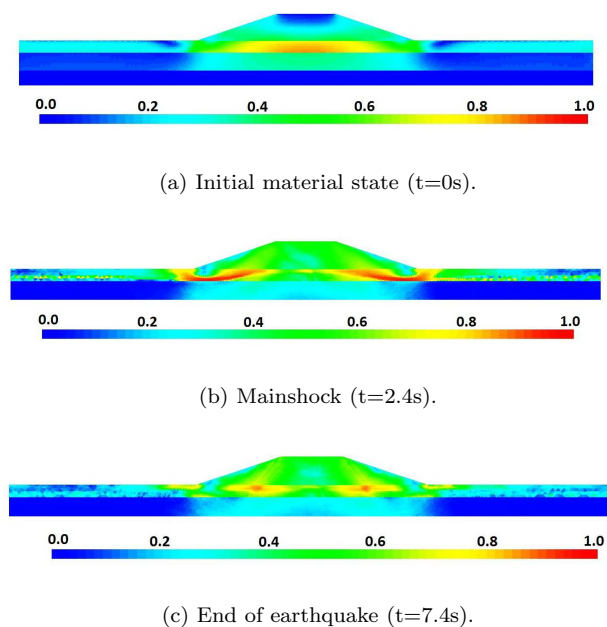 0.0 0.2 0.4 0.6 0.8 1.0
(a) Initial material state (t=0s).
0.0 0.2 0.4 0.6 0.8 1.0
(b) Mainshock (t=2.4s).
0.0 0.2 0.4 0.6 0.8 1.0
(c) End of earthquake (t=7.4s).